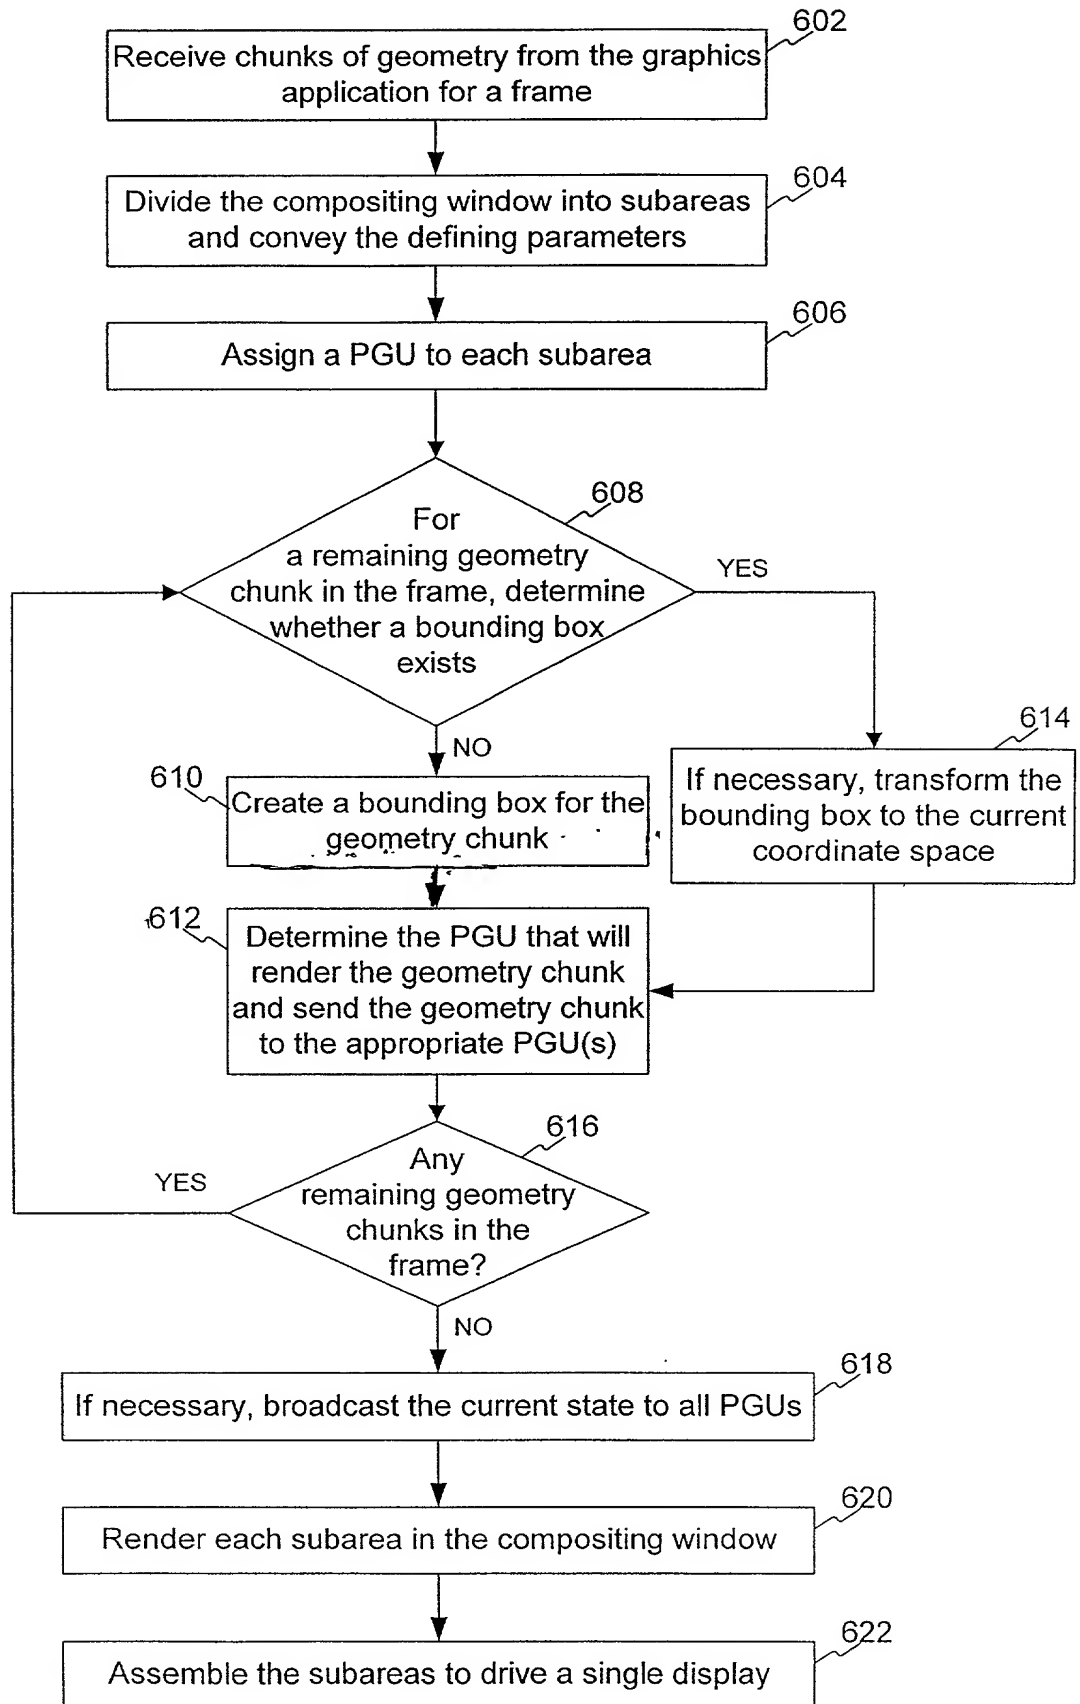 602
Receive chunks of geometry from the graphics
application for a frame
604
Divide the compositing window into subareas
and convey the defining parameters
606
Assign a PGU to each subarea
608
For
a remaining geometry
chunk in the frame, determine
whether a bounding box
exists
YES
NO
610
Create a bounding box for the
geometry chunk
614
If necessary, transform the
bounding box to the current
coordinate space
612
Determine the PGU that will
render the geometry chunk
and send the geometry chunk
to the appropriate PGU(s)
616
Any
remaining geometry
chunks in the
frame?
YES
NO
618
If necessary, broadcast the current state to all PGUs
620
Render each subarea in the compositing window
622
Assemble the subareas to drive a single display